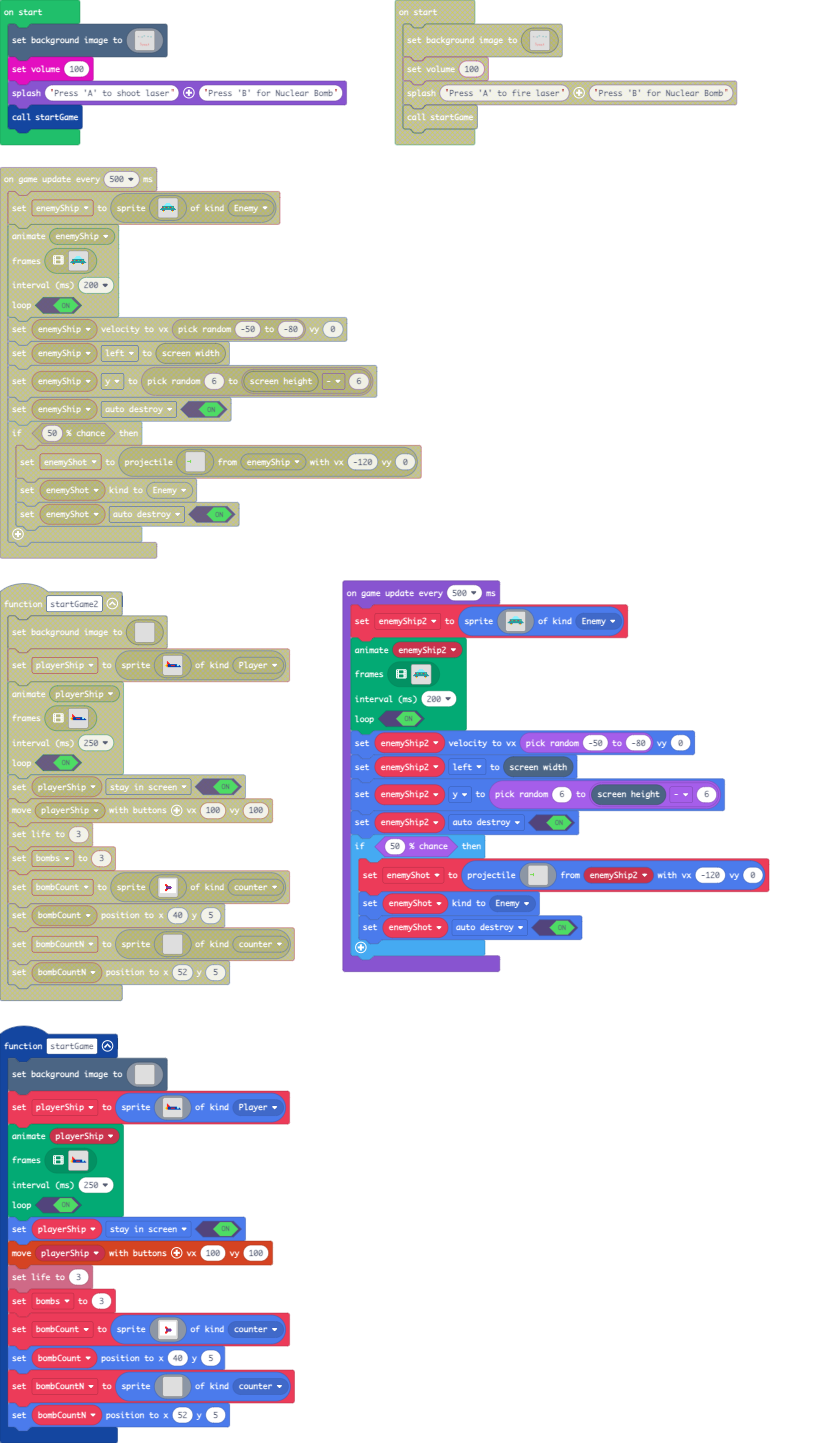 on start
set background image to
set volume 100
splash "Press 'A' to shoot laser" "Press 'B' for Nuclear Bomb"
call startGame
on start
set background image to
set volume 100
splash "Press 'A' to fire laser" "Press 'B' for Nuclear Bomb"
call startGame
on game update every 500 ms
set enemyShip to sprite of kind Enemy
animate enemyShip
frames
interval (ms) 200
loop ON
set enemyShip velocity to vx pick random -50 to -80 vy 0
set enemyShip left to screen width
set enemyShip y to pick random 6 to screen height - 6
set enemyShip auto destroy ON
if 50 % chance then
set enemyShot to projectile from enemyShip with vx -120 vy 0
set enemyShot kind to Enemy
set enemyShot auto destroy ON
function startGame2
set background image to
set playerShip to sprite of kind Player
animate playerShip
frames
interval (ms) 250
loop ON
set playerShip stay in screen ON
move playerShip with buttons vx 100 vy 100
set life to 3
set bombs to 3
set bombCount to sprite of kind counter
set bombCount position to x 40 y 5
set bombCountN to sprite of kind counter
set bombCountN position to x 52 y 5
on game update every 500 ms
set enemyShip2 to sprite of kind Enemy
animate enemyShip2
frames
interval (ms) 200
loop ON
set enemyShip2 velocity to vx pick random -50 to -80 vy 0
set enemyShip2 left to screen width
set enemyShip2 y to pick random 6 to screen height - 6
set enemyShip2 auto destroy ON
if 50 % chance then
set enemyShot to projectile from enemyShip2 with vx -120 vy 0
set enemyShot kind to Enemy
set enemyShot auto destroy ON
function startGame
set background image to
set playerShip to sprite of kind Player
animate playerShip
frames
interval (ms) 250
loop ON
set playerShip stay in screen ON
move playerShip with buttons vx 100 vy 100
set life to 3
set bombs to 3
set bombCount to sprite of kind counter
set bombCount position to x 40 y 5
set bombCountN to sprite of kind counter
set bombCountN position to x 52 y 5